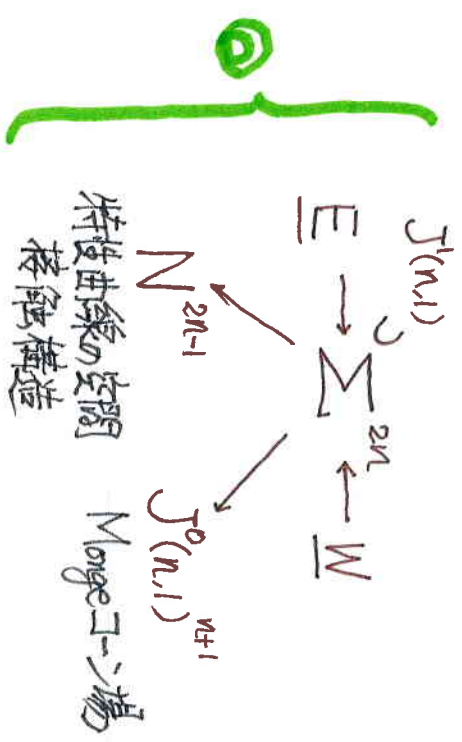 J¹(n,1)
∪
E → Σ²ⁿ ← W
N²ⁿ⁻¹ J⁰(n,1)ⁿ⁺¹
特性曲線の空間 Mongeコーン場
接触構造